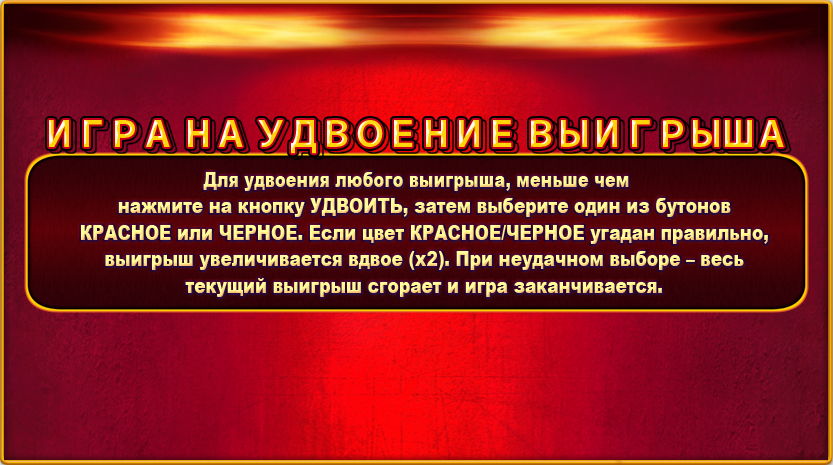 ИГРА НА УДВОЕНИЕ ВЫИГРЫША
Для удвоения любого выигрыша, меньше чем
нажмите на кнопку УДВОИТЬ, затем выберите один из бутонов
КРАСНОЕ или ЧЕРНОЕ. Если цвет КРАСНОЕ/ЧЕРНОЕ угадан правильно,
выигрыш увеличивается вдвое (x2). При неудачном выборе – весь
текущий выигрыш сгорает и игра заканчивается.